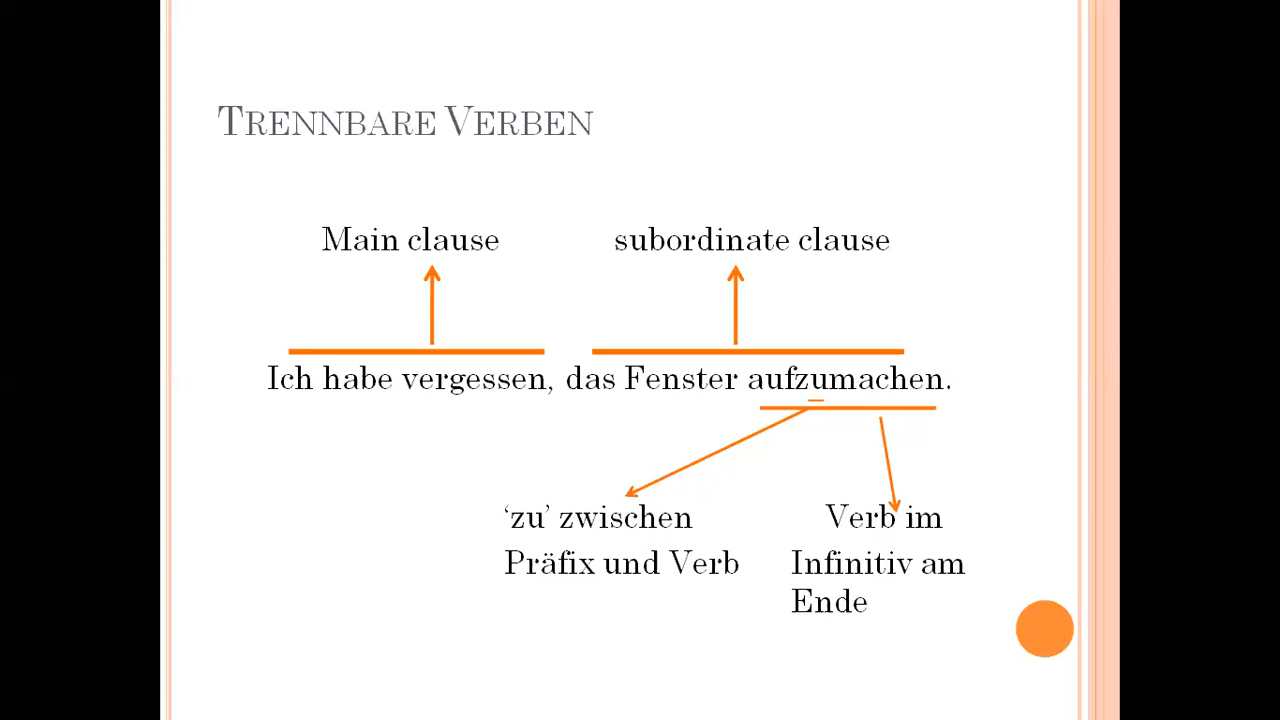 TRENNBARE VERBEN
Main clause subordinate clause
Ich habe vergessen, das Fenster aufzumachen.
‘zu’ zwischen Präfix und Verb
Verb im Infinitiv am Ende